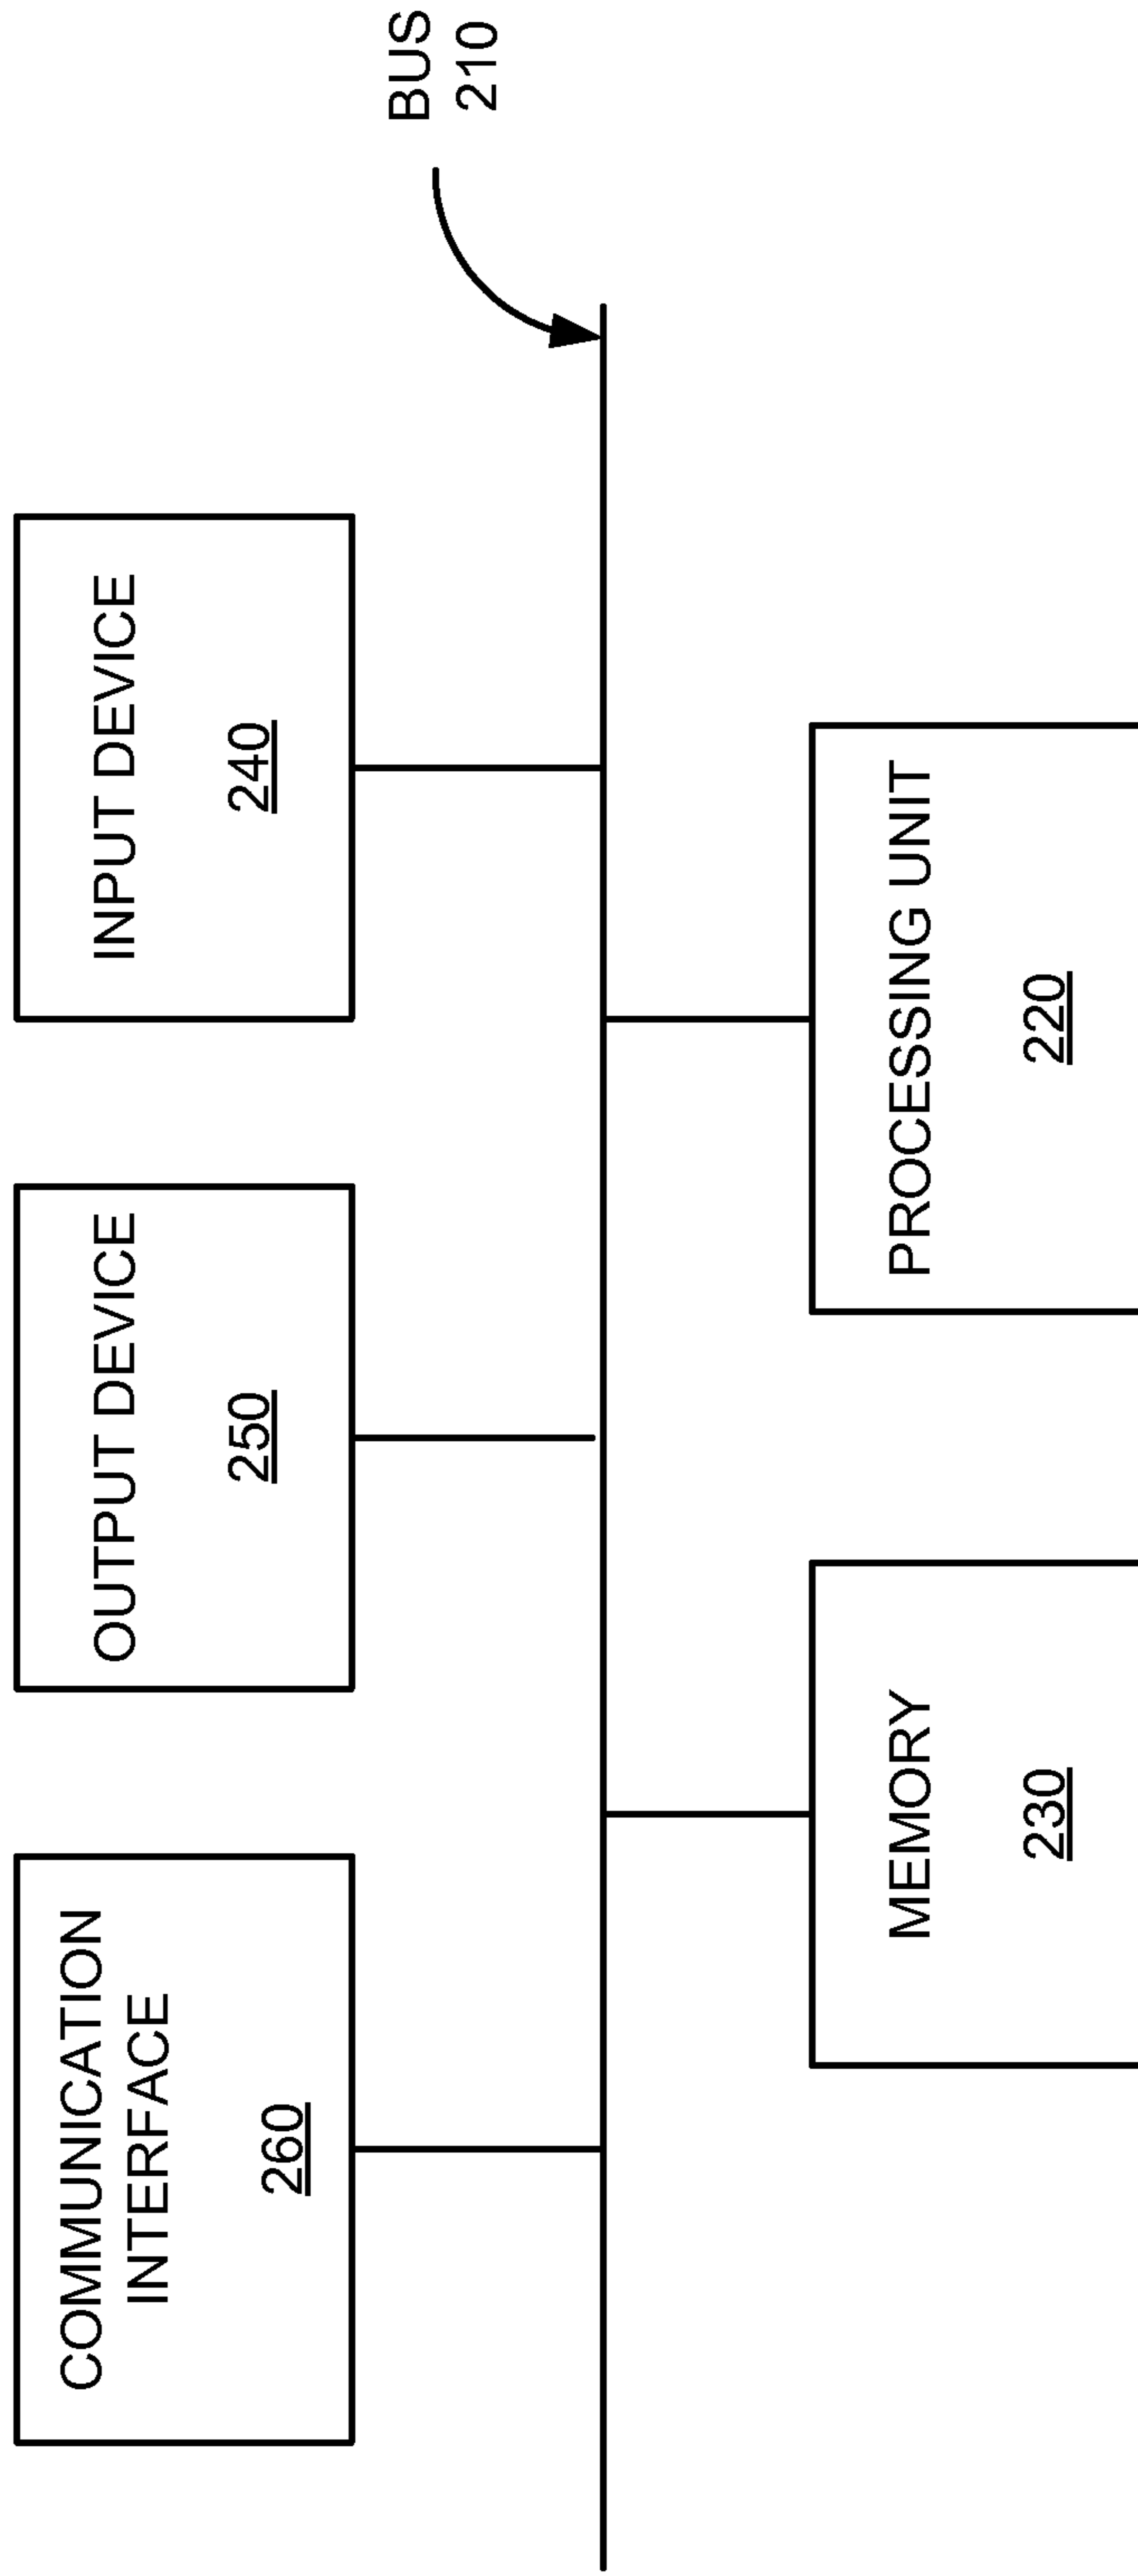 COMMUNICATION
INTERFACE
260
OUTPUT DEVICE
250
INPUT DEVICE
240
BUS
210
MEMORY
230
PROCESSING UNIT
220